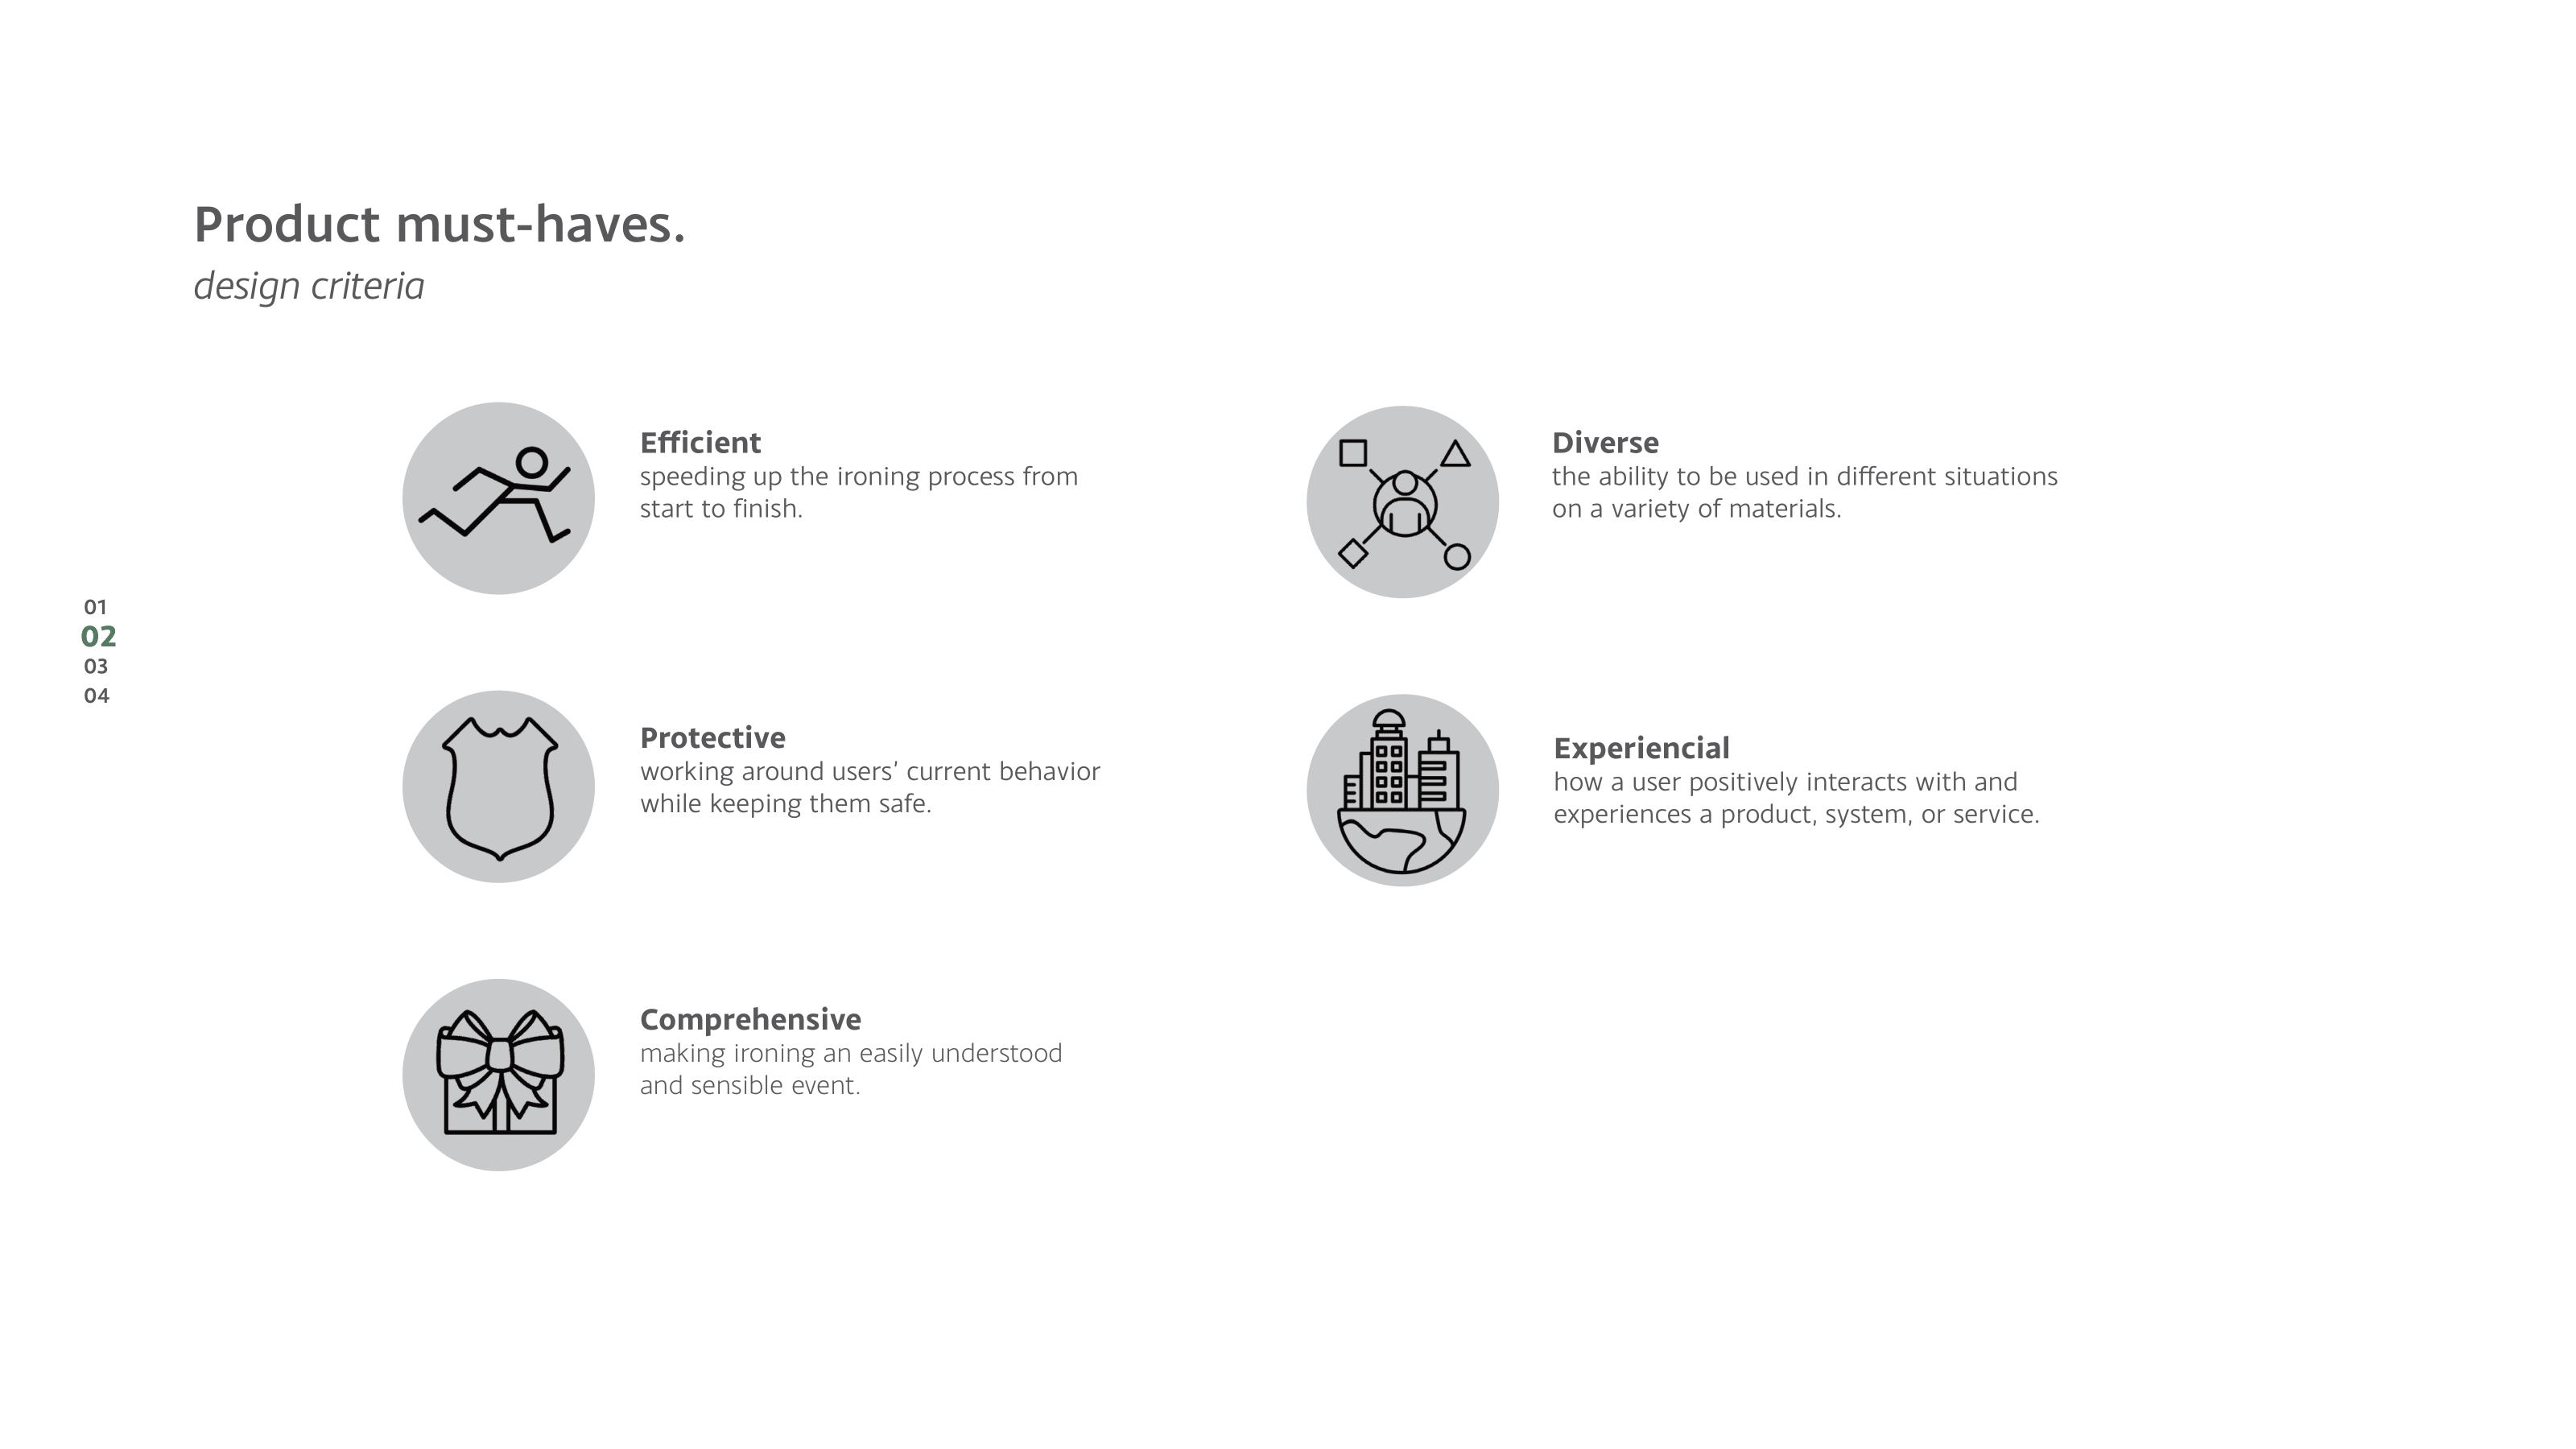 Product must-haves.
design criteria
Efficient
speeding up the ironing process from
start to finish.
Diverse
the ability to be used in different situations
on a variety of materials.
01
02
03
04
Protective
working around users’ current behavior
while keeping them safe.
Experiencial
how a user positively interacts with and
experiences a product, system, or service.
Comprehensive
making ironing an easily understood
and sensible event.